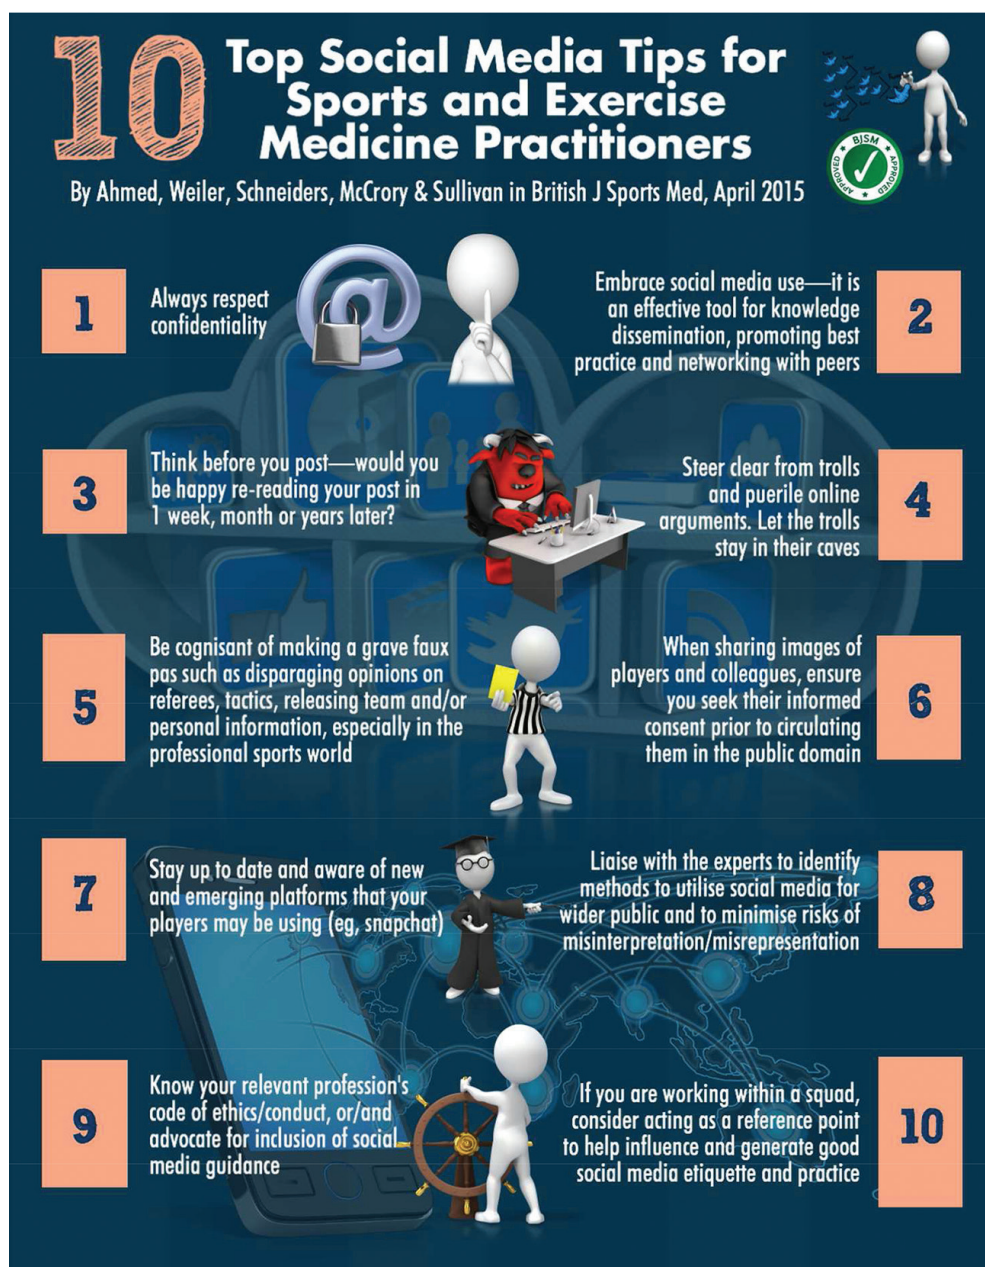 10
Top Social Media Tips for
Sports and Exercise
Medicine Practitioners
BJSM
APPROVED
APPROVED
By Ahmed, Weiler, Schneiders, McCrory & Sullivan in British J Sports Med, April 2015
1
Always respect
confidentiality
@
2
Embrace social media use—it is
an effective tool for knowledge
dissemination, promoting best
practice and networking with peers
3
Think before you post—would you
be happy re-reading your post in
1 week, month or years later?
4
Steer clear from trolls
and puerile online
arguments. Let the trolls
stay in their caves
5
Be cognisant of making a grave faux
pas such as disparaging opinions on
referees, tactics, releasing team and/or
personal information, especially in the
professional sports world
6
When sharing images of
players and colleagues, ensure
you seek their informed
consent prior to circulating
them in the public domain
7
Stay up to date and aware of new
and emerging platforms that your
players may be using (eg, snapchat)
8
Liaise with the experts to identify
methods to utilise social media for
wider public and to minimise risks of
misinterpretation/misrepresentation
9
Know your relevant profession's
code of ethics/conduct, or/and
advocate for inclusion of social
media guidance
10
If you are working within a squad,
consider acting as a reference point
to help influence and generate good
social media etiquette and practice